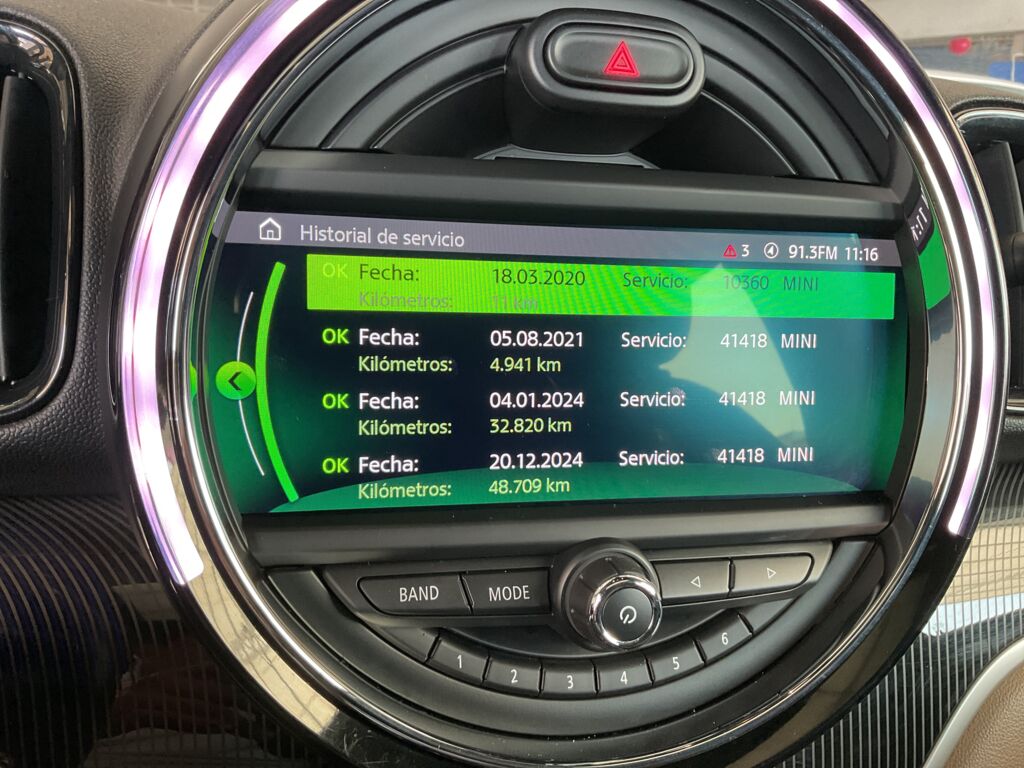 Historial de servicio 3 91.3FM 11:16
OK Fecha: 18.03.2020 Servicio: 10360 MINI
Kilómetros: 11 km
OK Fecha: 05.08.2021 Servicio: 41418 MINI
Kilómetros: 4.941 km
OK Fecha: 04.01.2024 Servicio: 41418 MINI
Kilómetros: 32.820 km
OK Fecha: 20.12.2024 Servicio: 41418 MINI
Kilómetros: 48.709 km
BAND MODE
1 2 3 4 5 6